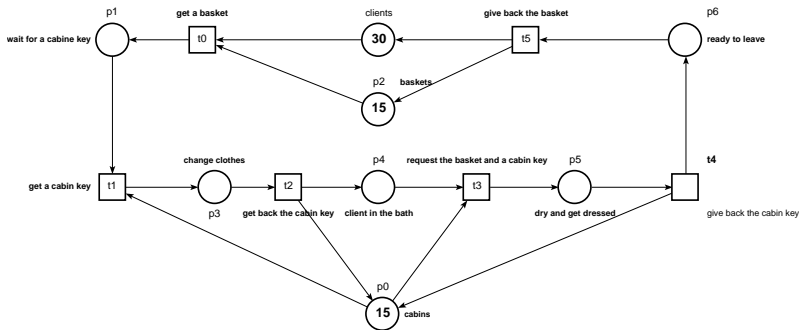 p1
get a basket
clients
give back the basket
p6
wait for a cabine key
t0
30
t5
ready to leave
p2
baskets
15
change clothes
p4
request the basket and a cabin key
p5
t4
get a cabin key
t1
t2
t3
p3
get back the cabin key
client in the bath
dry and get dressed
give back the cabin key
p0
15
cabins